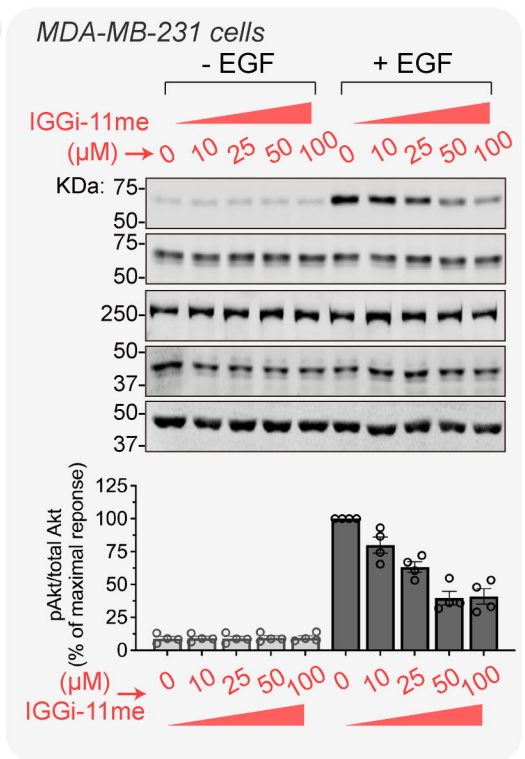 MDA-MB-231 cells
- EGF + EGF
IGGi-11me
(µM) → 0 10 25 50 100 0 10 25 50 100
KDa: 75-
50-
75-
50-
250-
50-
37-
50-
37-
pAkt/total Akt
(% of maximal reponse)
125
100
75
50
25
0
(µM) → 0 10 25 50 100 0 10 25 50 100
IGGi-11me